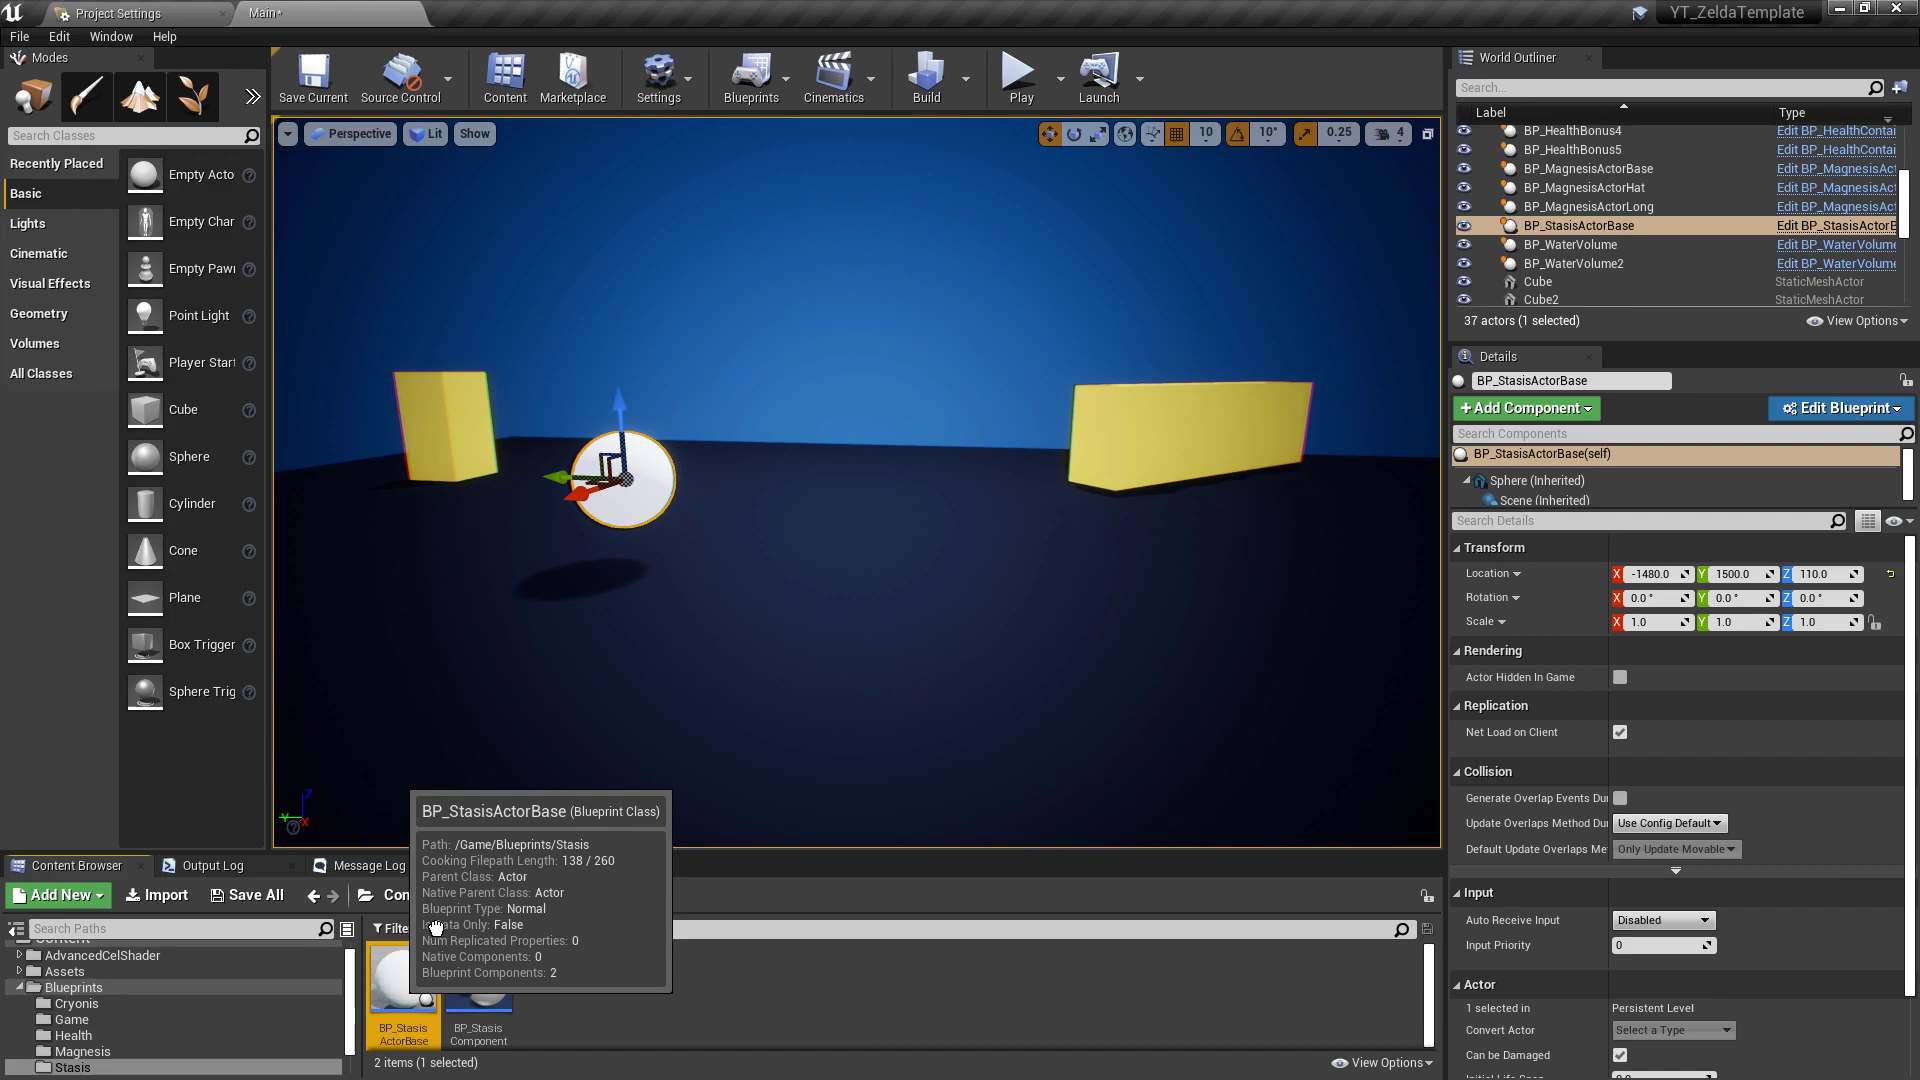 Project Settings
Main*
YT_ZeldaTemplate
File
Edit
Window
Help
Modes
Save Current
Source Control
Content
Marketplace
Settings
Blueprints
Cinematics
Build
Play
Launch
Search Classes
Recently Placed
Basic
Lights
Cinematic
Visual Effects
Geometry
Volumes
All Classes
Empty Acto
Empty Char
Empty Pawn
Point Light
Player Start
Cube
Sphere
Cylinder
Cone
Plane
Box Trigger
Sphere Trig
Perspective
Lit
Show
10
10°
0.25
4
World Outliner
Search...
Label
Type
BP_HealthBonus4
Edit BP_HealthContai
BP_HealthBonus5
Edit BP_HealthContai
BP_MagnesisActorBase
Edit BP_MagnesisAct
BP_MagnesisActorHat
Edit BP_MagnesisAct
BP_MagnesisActorLong
Edit BP_MagnesisAct
BP_StasisActorBase
Edit BP_StasisActorB
BP_WaterVolume
Edit BP_WaterVolume
BP_WaterVolume2
Edit BP_WaterVolume
Cube
StaticMeshActor
Cube2
StaticMeshActor
37 actors (1 selected)
View Options
Details
BP_StasisActorBase
+Add Component
Edit Blueprint
Search Components
BP_StasisActorBase(self)
Sphere (Inherited)
Scene (Inherited)
Search Details
Transform
Location
X -1480.0
Y 1500.0
Z 110.0
Rotation
X 0.0 °
Y 0.0 °
Z 0.0 °
Scale
X 1.0
Y 1.0
Z 1.0
Rendering
Actor Hidden In Game
Replication
Net Load on Client
Collision
Generate Overlap Events Du
Update Overlaps Method Du
Use Config Default
Default Update Overlaps Me
Only Update Movable
Input
Auto Receive Input
Disabled
Input Priority
0
Actor
1 selected in
Persistent Level
Convert Actor
Select a Type
Can be Damaged
Z
Y
X
BP_StasisActorBase (Blueprint Class)
Path: /Game/Blueprints/Stasis
Cooking Filepath Length: 138 / 260
Parent Class: Actor
Native Parent Class: Actor
Blueprint Type: Normal
Data Only: False
Num Replicated Properties: 0
Native Components: 0
Blueprint Components: 2
Content Browser
Output Log
Message Log
Add New
Import
Save All
Con
Search Paths
Filte
Content
AdvancedCelShader
Assets
Blueprints
Cryonis
Game
Health
Magnesis
Stasis
BP_Stasis
ActorBase
BP_Stasis
Component
2 items (1 selected)
View Options